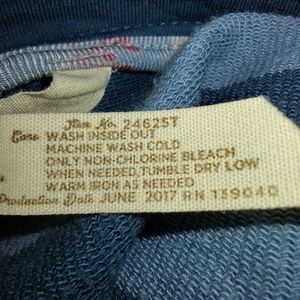 Item No. 24625T
Care WASH INSIDE OUT
MACHINE WASH COLD
ONLY NON-CHLORINE BLEACH
WHEN NEEDED, TUMBLE DRY LOW
WARM IRON AS NEEDED
Production Date JUNE 2017 RN 139040